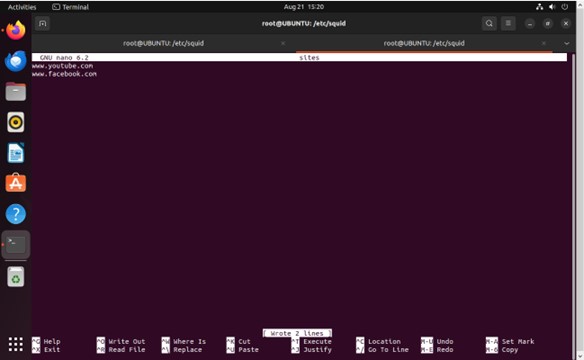 Activities Terminal Aug 21 15:20
root@UBUNTU: /etc/squid
root@UBUNTU: /etc/squid × root@UBUNTU: /etc/squid ×
GNU nano 6.2 sites
www.youtube.com
www.facebook.com
[ Wrote 2 lines ]
^G Help ^O Write Out ^W Where Is ^K Cut ^T Execute ^C Location M-U Undo M-A Set Mark
^X Exit ^R Read File ^\ Replace ^U Paste ^J Justify ^/ Go To Line M-E Redo M-6 Copy